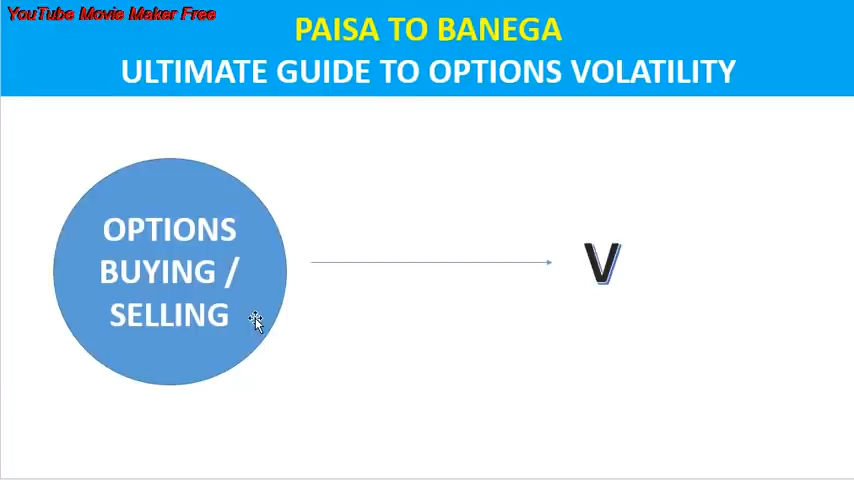 YouTube Movie Maker Free
PAISA TO BANEGA
ULTIMATE GUIDE TO OPTIONS VOLATILITY
OPTIONS
BUYING /
SELLING
V